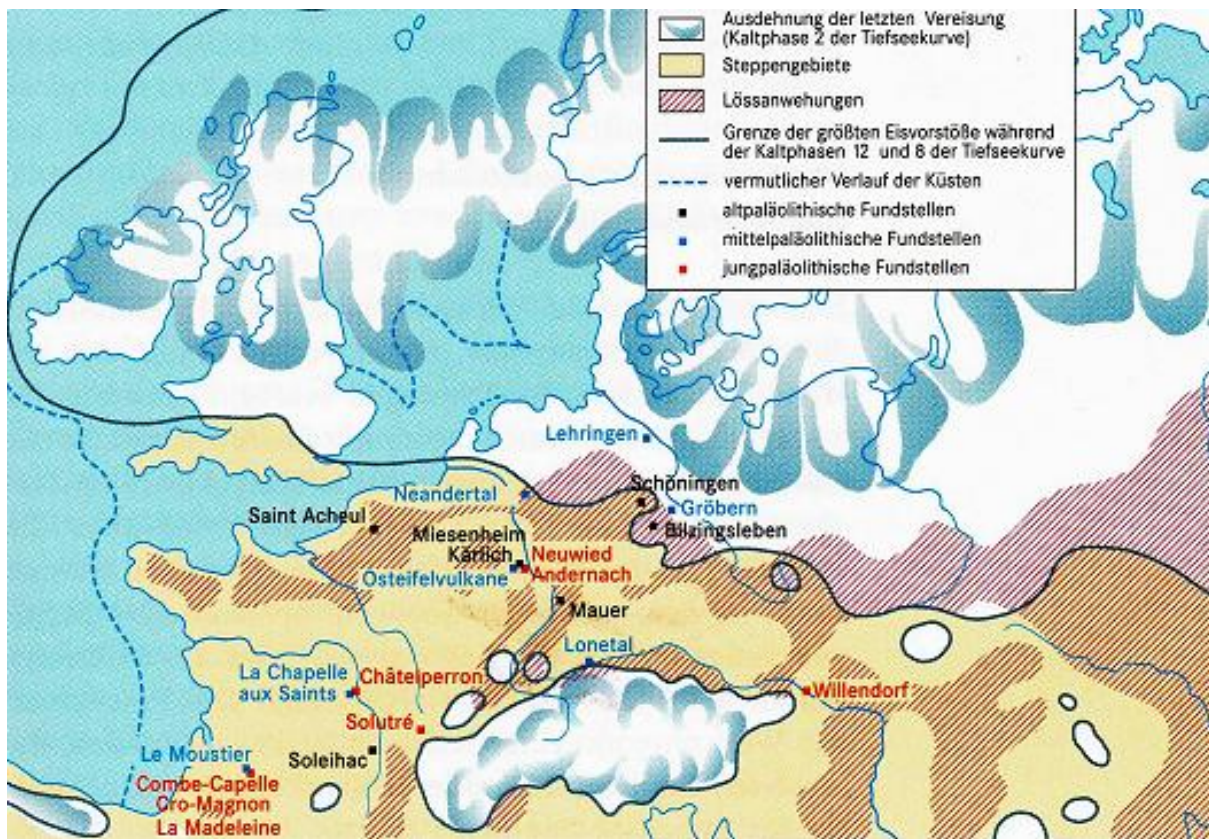 Ausdehnung der letzten Vereisung
(Kaltphase 2 der Tiefseekurve)
Steppengebiete
Lössanwehungen
Grenze der größten Eisvorstöße während
der Kaltphasen 12 und 8 der Tiefseekurve
vermutlicher Verlauf der Küsten
altpaläolithische Fundstellen
mittelpaläolithische Fundstellen
jungpaläolithische Fundstellen
Lehringen
Neandertal
Schöningen
Gröbern
Saint Acheul
Bilzingsleben
Miesenheim
Kärlich
Neuwied
Osteifelvulkane
Andernach
Mauer
Lonetal
La Chapelle
aux Saints
Châtelperron
Willendorf
Solutré
Soleihac
Le Moustier
Combe-Capelle
Cro-Magnon
La Madeleine